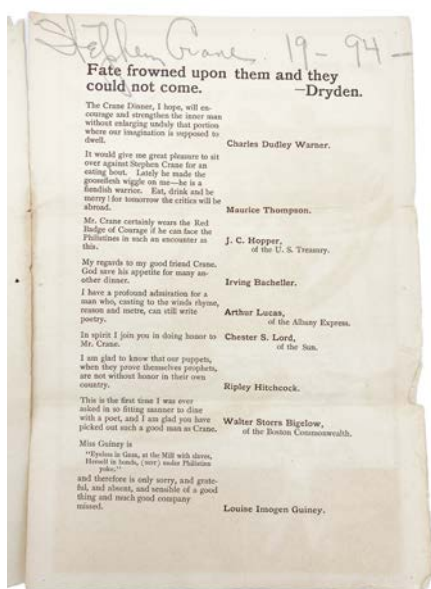 Stephen Crane 19 - 94 -
Fate frowned upon them and they
could not come. —Dryden.
The Crane Dinner, I hope, will en-
courage and strengthen the inner man
without enlarging unduly that portion
where our imagination is supposed to
dwell.
Charles Dudley Warner.
It would give me great pleasure to sit
over against Stephen Crane for an
eating bout. Lately he made the
gooseflesh wiggle on me—he is a
fiendish warrior. Eat, drink and be
merry! for tomorrow the critics will be
abroad.
Maurice Thompson.
Mr. Crane certainly wears the Red
Badge of Courage if he can face the
Philistines in such an encounter as
this.
J. C. Hopper,
of the U. S. Treasury.
My regards to my good friend Crane.
God save his appetite for many an-
other dinner.
Irving Bacheller.
I have a profound admiration for a
man who, casting to the winds rhyme,
reason and metre, can still write
poetry.
Arthur Lucas,
of the Albany Express.
In spirit I join you in doing honor to
Mr. Crane.
Chester S. Lord,
of the Sun.
I am glad to know that our puppets,
when they prove themselves prophets,
are not without honor in their own
country.
Ripley Hitchcock.
This is the first time I was ever
asked in so fitting manner to dine
with a poet, and I am glad you have
picked out such a good man as Crane.
Walter Storrs Bigelow,
of the Boston Commonwealth.
Miss Guiney is
"Eyeless in Gaza, at the Mill with slaves,
Herself in bonds, (not) under Philistian
yoke."
and therefore is only sorry, and grate-
ful, and absent, and sensible of a good
thing and much good company
missed.
Louise Imogen Guiney.